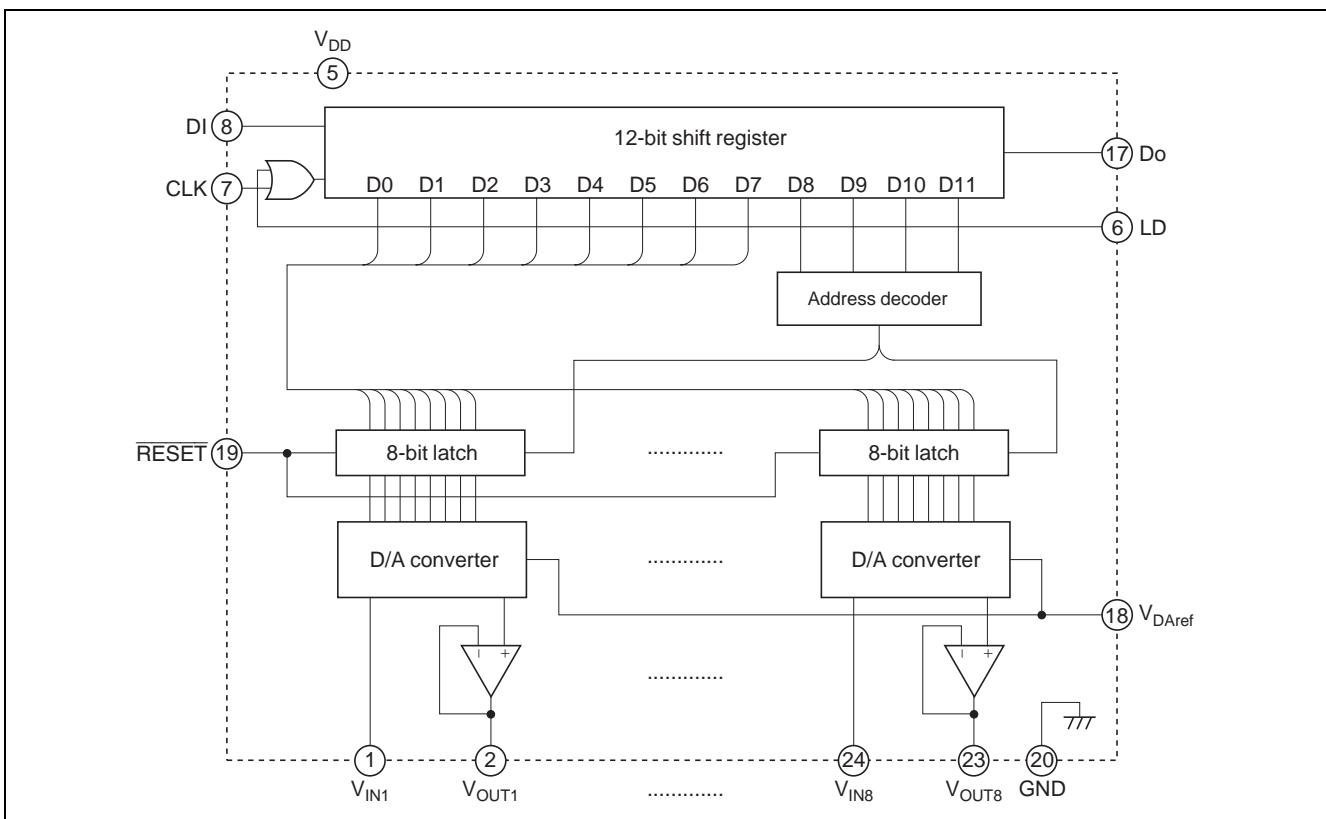 VDD
5
DI 8
12-bit shift register
17 Do
CLK 7
D0 D1 D2 D3 D4 D5 D6 D7 D8 D9 D10 D11
6 LD
Address decoder
RESET 19
8-bit latch ............. 8-bit latch
D/A converter ............. D/A converter
18 VDAref
− + ............. − +
1 2 24 23 20
VIN1 VOUT1 ............. VIN8 VOUT8 GND